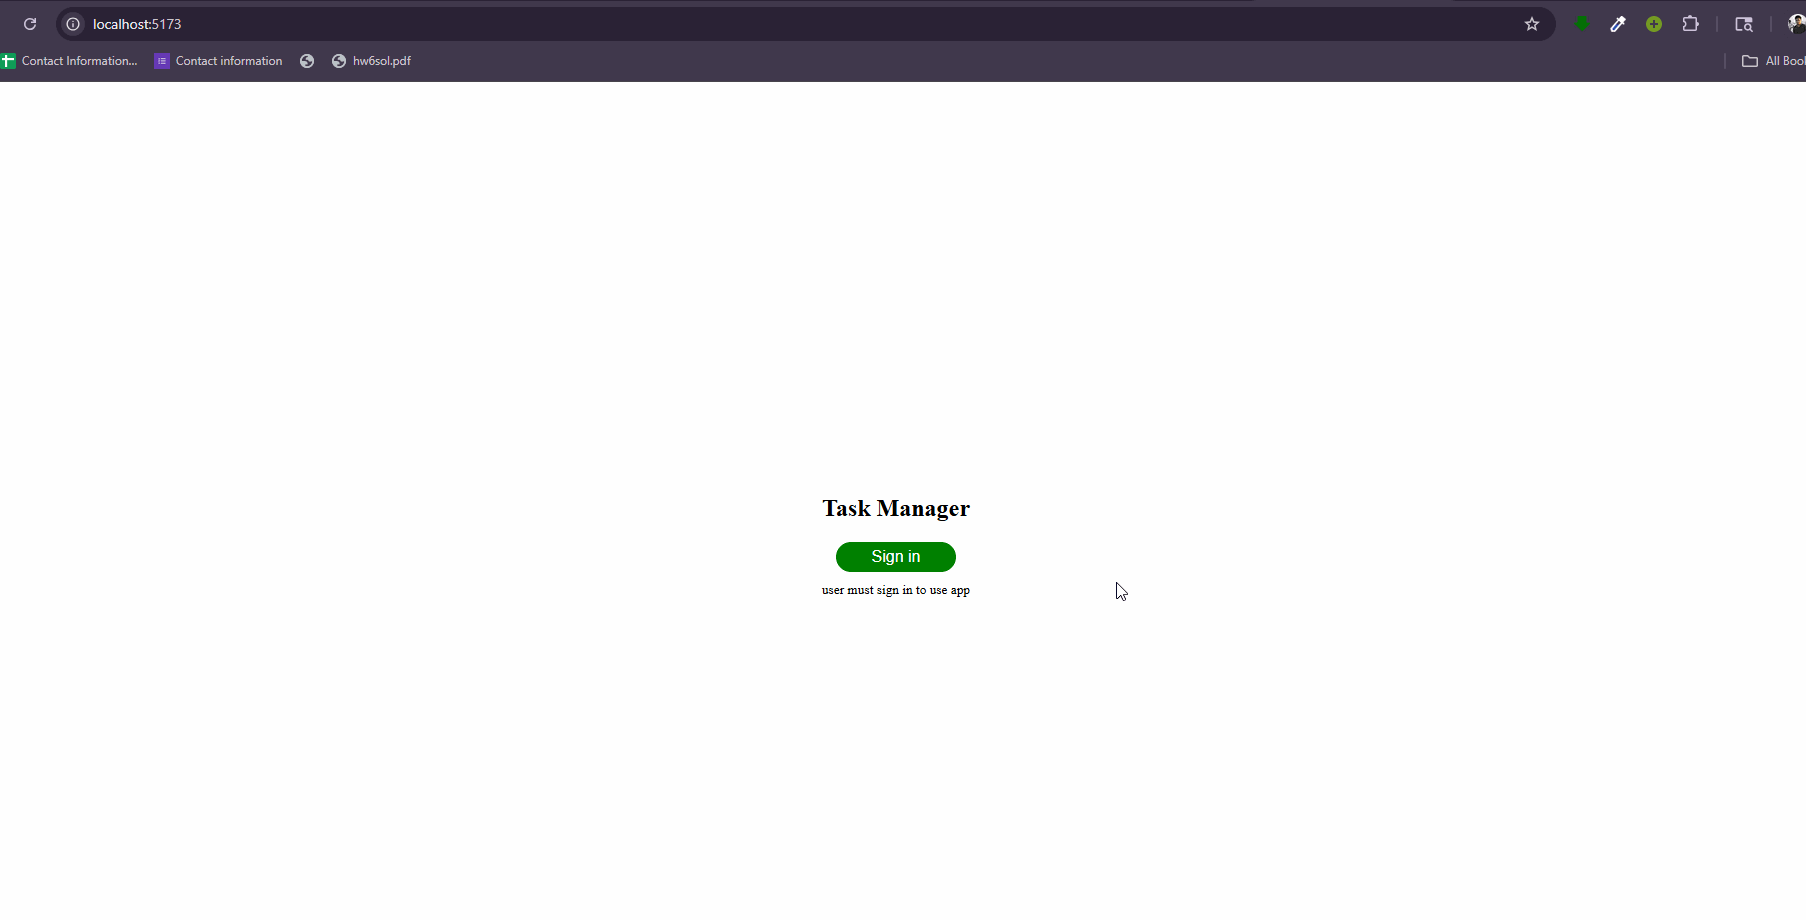 localhost:5173
Contact Information...
Contact information
hw6sol.pdf
All Boo
Task Manager
Sign in
user must sign in to use app